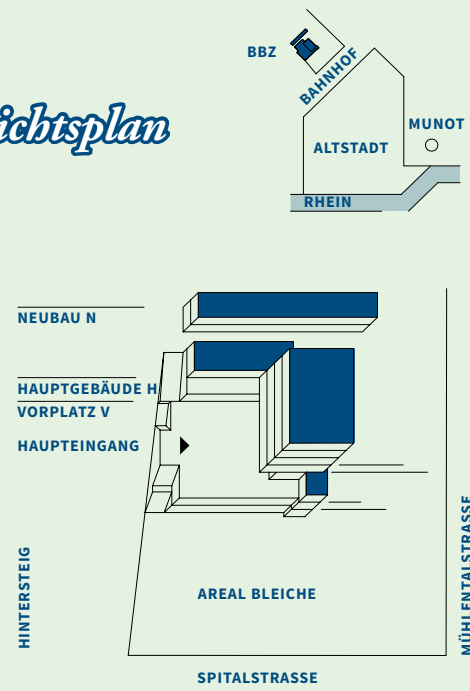 BBZ
BAHNHOF
ichtsplan
MUNOT
ALTSTADT
RHEIN
NEUBAU N
HAUPTGEBÄUDE H
VORPLATZ V
HAUPTEINGANG
HINTERSTEIG
MÜHLENTALSTRASSE
AREAL BLEICHE
SPITALSTRASSE